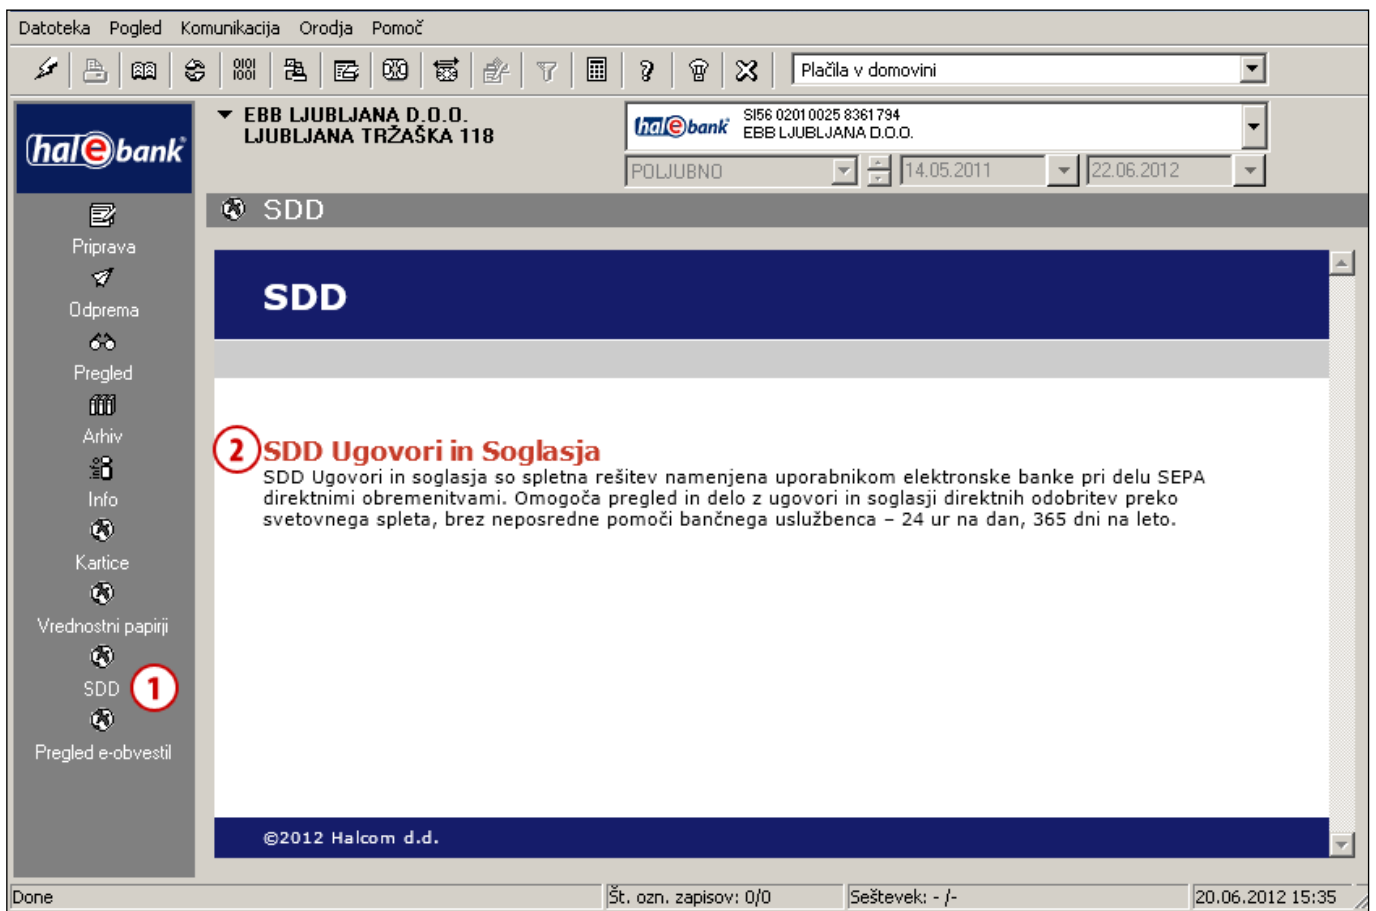 Datoteka Pogled Komunikacija Orodja Pomoč
Plačila v domovini
hal@bank
EBB LJUBLJANA D.O.O.
LJUBLJANA TRŽAŠKA 118
hal@bank
SI56 0201 0025 8361 794
EBB LJUBLJANA D.O.O.
POLJUBNO 14.05.2011 22.06.2012
SDD
Priprava
Odprema
Pregled
Arhiv
Info
Kartice
Vrednostni papirji
SDD 1
Pregled e-obvestil
SDD
2 SDD Ugovori in Soglasja
SDD Ugovori in soglasja so spletna rešitev namenjena uporabnikom elektronske banke pri delu SEPA
direktnimi obremenitvami. Omogoča pregled in delo z ugovori in soglasji direktnih odobritev preko
svetovnega spleta, brez neposredne pomoči bančnega uslužbenca – 24 ur na dan, 365 dni na leto.
©2012 Halcom d.d.
Done Št. ozn. zapisov: 0/0 Seštevek: - /- 20.06.2012 15:35